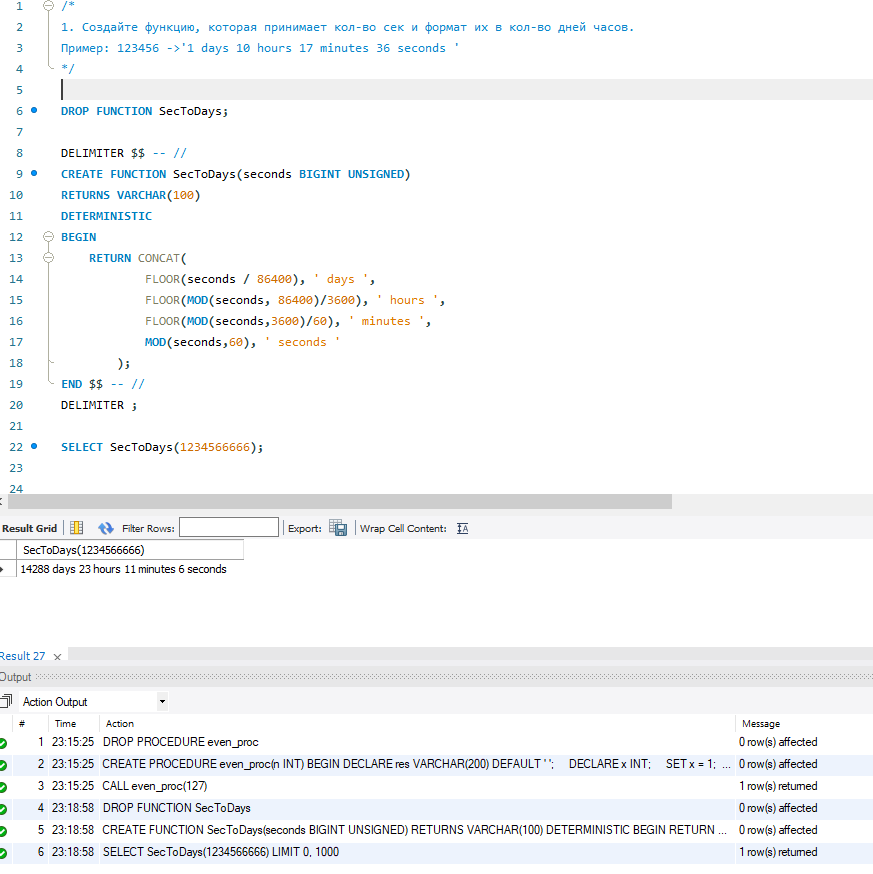 1 /*
2 1. Создайте функцию, которая принимает кол-во сек и формат их в кол-во дней часов.
3 Пример: 123456 ->'1 days 10 hours 17 minutes 36 seconds '
4 */
5
6 DROP FUNCTION SecToDays;
7
8 DELIMITER $$ -- //
9 CREATE FUNCTION SecToDays(seconds BIGINT UNSIGNED)
10 RETURNS VARCHAR(100)
11 DETERMINISTIC
12 BEGIN
13 RETURN CONCAT(
14 FLOOR(seconds / 86400), ' days ',
15 FLOOR(MOD(seconds, 86400)/3600), ' hours ',
16 FLOOR(MOD(seconds,3600)/60), ' minutes ',
17 MOD(seconds,60), ' seconds '
18 );
19 END $$ -- //
20 DELIMITER ;
21
22 SELECT SecToDays(1234566666);
23
24
Result Grid Filter Rows: Export: Wrap Cell Content:
SecToDays(1234566666)
14288 days 23 hours 11 minutes 6 seconds
Result 27 ×
Output
Action Output
# Time Action Message
1 23:15:25 DROP PROCEDURE even_proc 0 row(s) affected
2 23:15:25 CREATE PROCEDURE even_proc(n INT) BEGIN DECLARE res VARCHAR(200) DEFAULT ' '; DECLARE x INT; SET x = 1; ... 0 row(s) affected
3 23:15:25 CALL even_proc(127) 1 row(s) returned
4 23:18:58 DROP FUNCTION SecToDays 0 row(s) affected
5 23:18:58 CREATE FUNCTION SecToDays(seconds BIGINT UNSIGNED) RETURNS VARCHAR(100) DETERMINISTIC BEGIN RETURN ... 0 row(s) affected
6 23:18:58 SELECT SecToDays(1234566666) LIMIT 0, 1000 1 row(s) returned